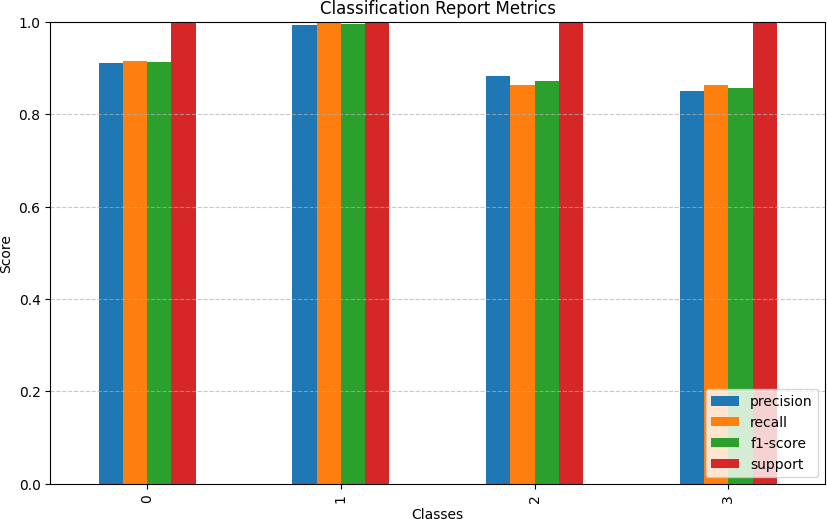 Classification Report Metrics
1.0
0.8
0.6
0.4
0.2
0.0
Score
0
1
2
3
Classes
precision
recall
f1-score
support